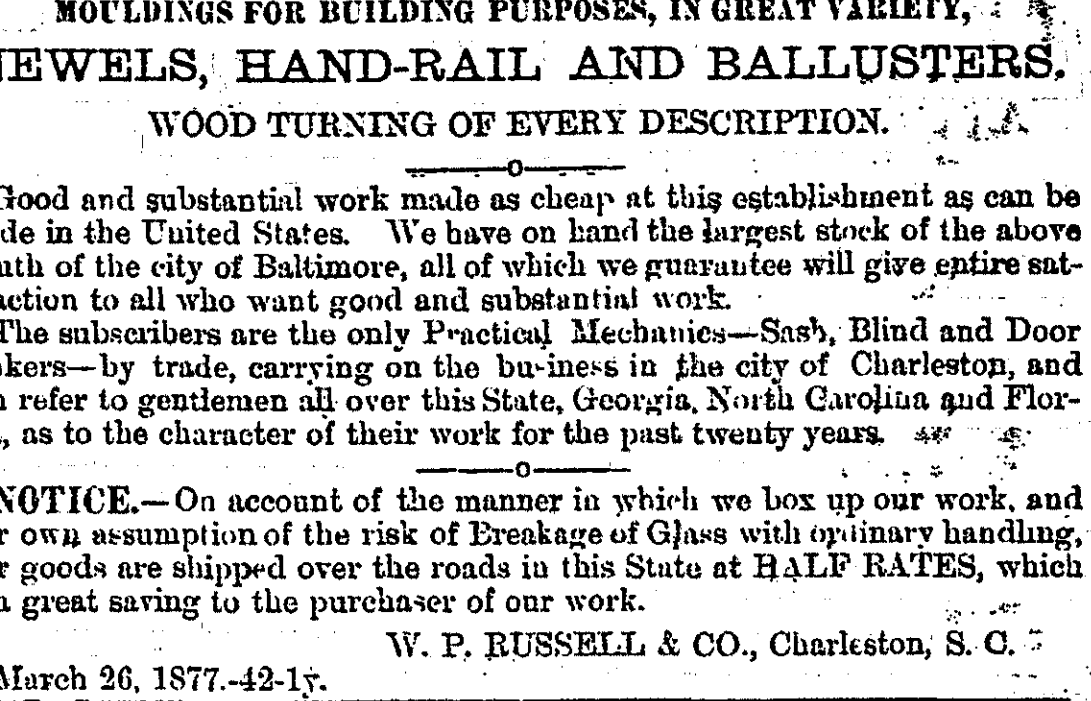 MOULDINGS FOR BUILDING PURPOSES, IN GREAT VARIETY,
EWELS, HAND-RAIL AND BALLUSTERS.
WOOD TURNING OF EVERY DESCRIPTION.
Good and substantial work made as cheap at this establishment as can be
de in the United States. We have on hand the largest stock of the above
uth of the city of Baltimore, all of which we guarantee will give entire sat-
action to all who want good and substantial work.
The subscribers are the only Practical Mechanics—Sash, Blind and Door
kers—by trade, carrying on the business in the city of Charleston, and
n refer to gentlemen all over this State, Georgia, North Carolina and Flor-
, as to the character of their work for the past twenty years.
NOTICE.—On account of the manner in which we box up our work, and
r own assumption of the risk of Breakage of Glass with ordinary handling,
r goods are shipped over the roads in this State at HALF RATES, which
a great saving to the purchaser of our work.
W. P. RUSSELL & CO., Charleston, S. C.
March 26, 1877.-42-1y.